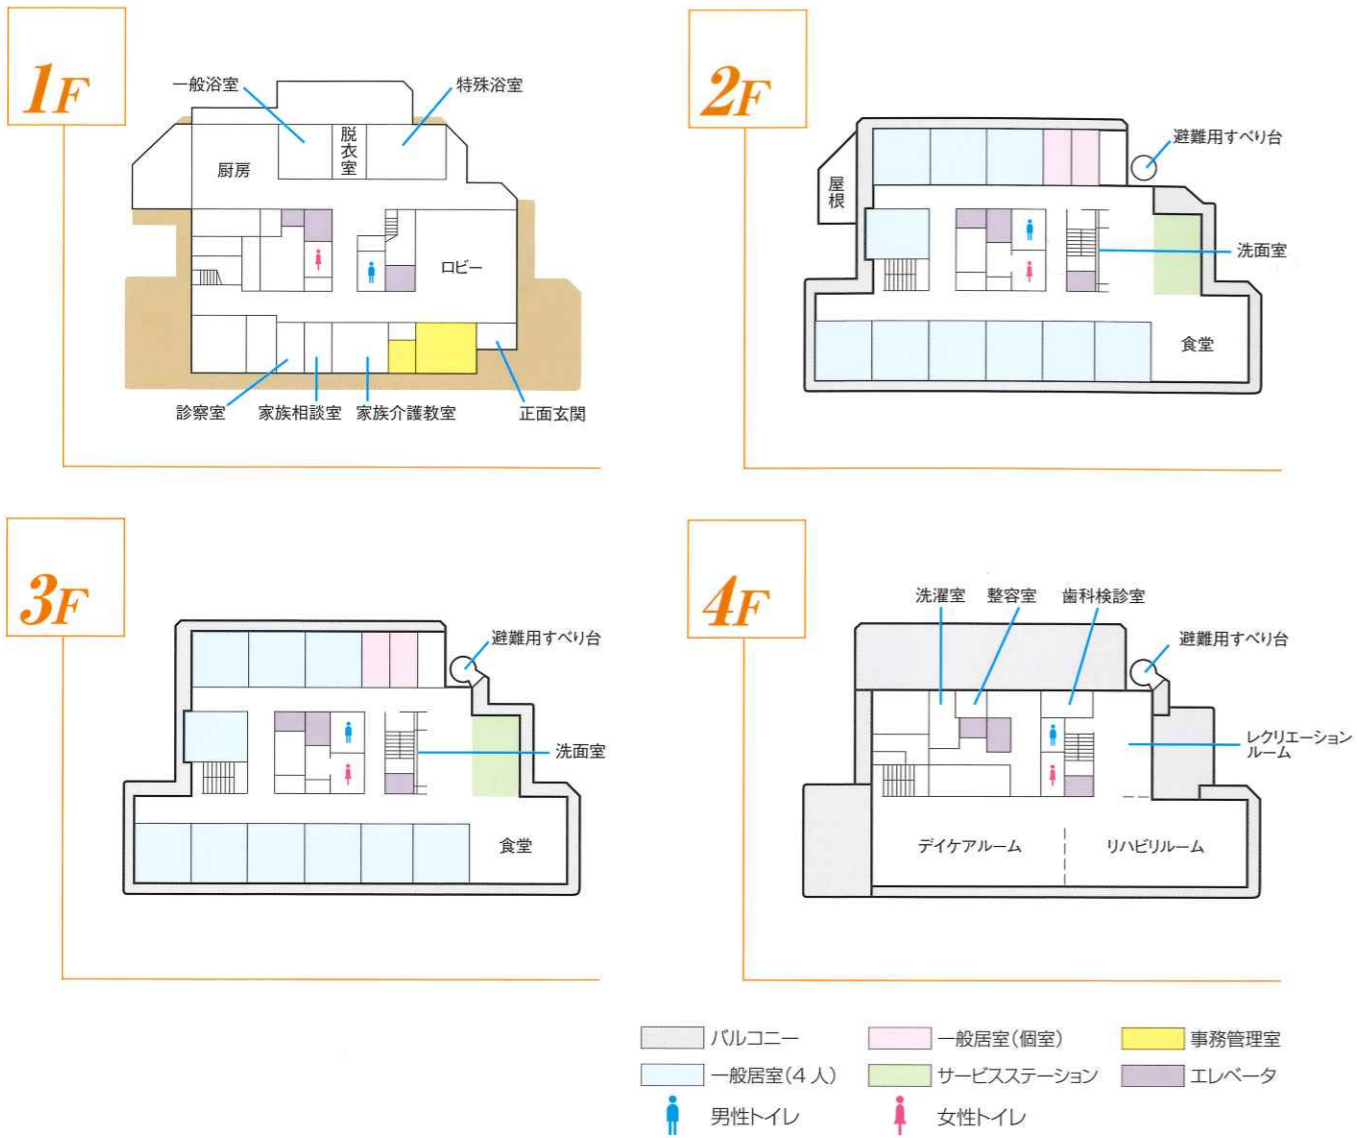 1F
一般浴室
特殊浴室
脱衣室
厨房
ロビー
診察室
家族相談室
家族介護教室
正面玄関
2F
避難用すべり台
屋根
洗面室
食堂
3F
避難用すべり台
洗面室
食堂
4F
洗濯室
整容室
歯科検診室
避難用すべり台
レクリエーション
ルーム
デイケアルーム
リハビリルーム
バルコニー
一般居室(個室)
事務管理室
一般居室(4人)
サービスステーション
エレベータ
男性トイレ
女性トイレ